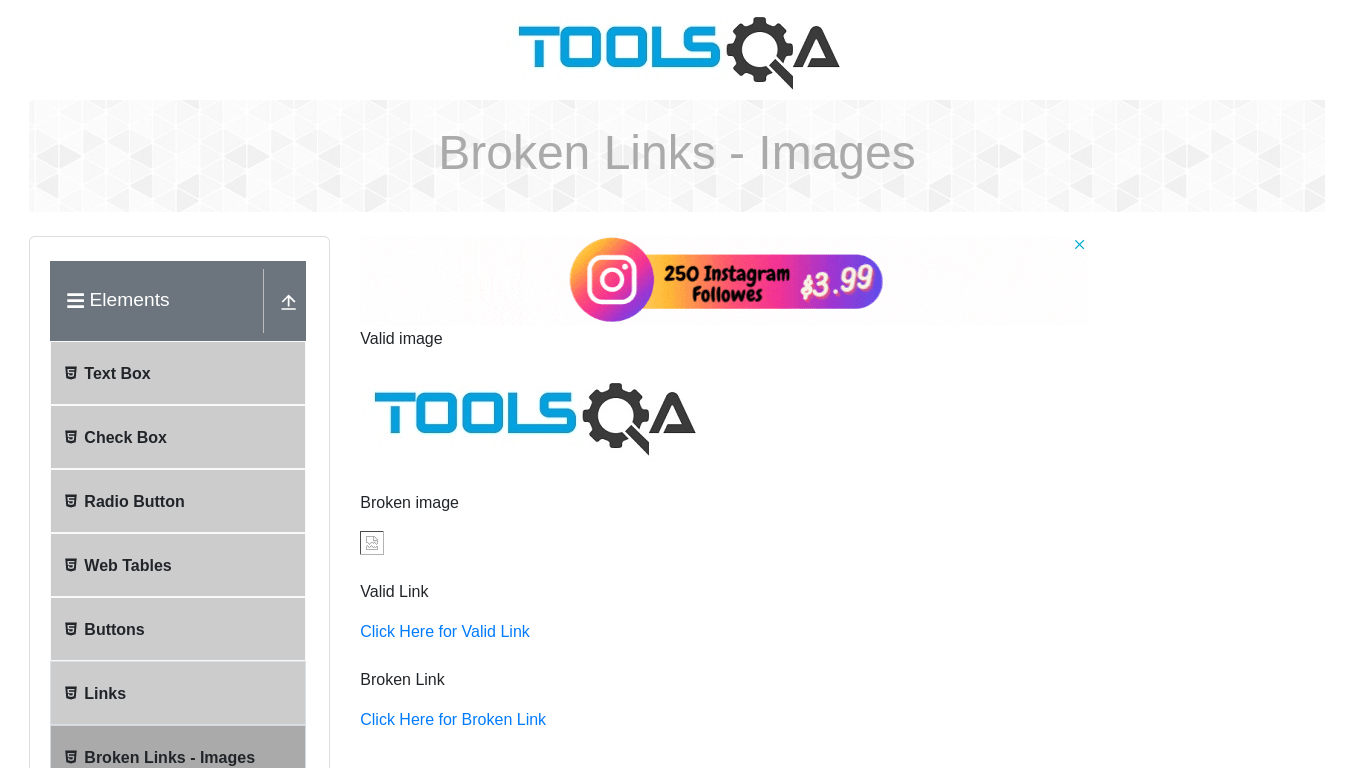 TOOLSQA
Broken Links - Images
Elements
Text Box
Check Box
Radio Button
Web Tables
Buttons
Links
Broken Links - Images
250 Instagram
Followes
$3.99
Valid image
TOOLSQA
Broken image
Valid Link
Click Here for Valid Link
Broken Link
Click Here for Broken Link